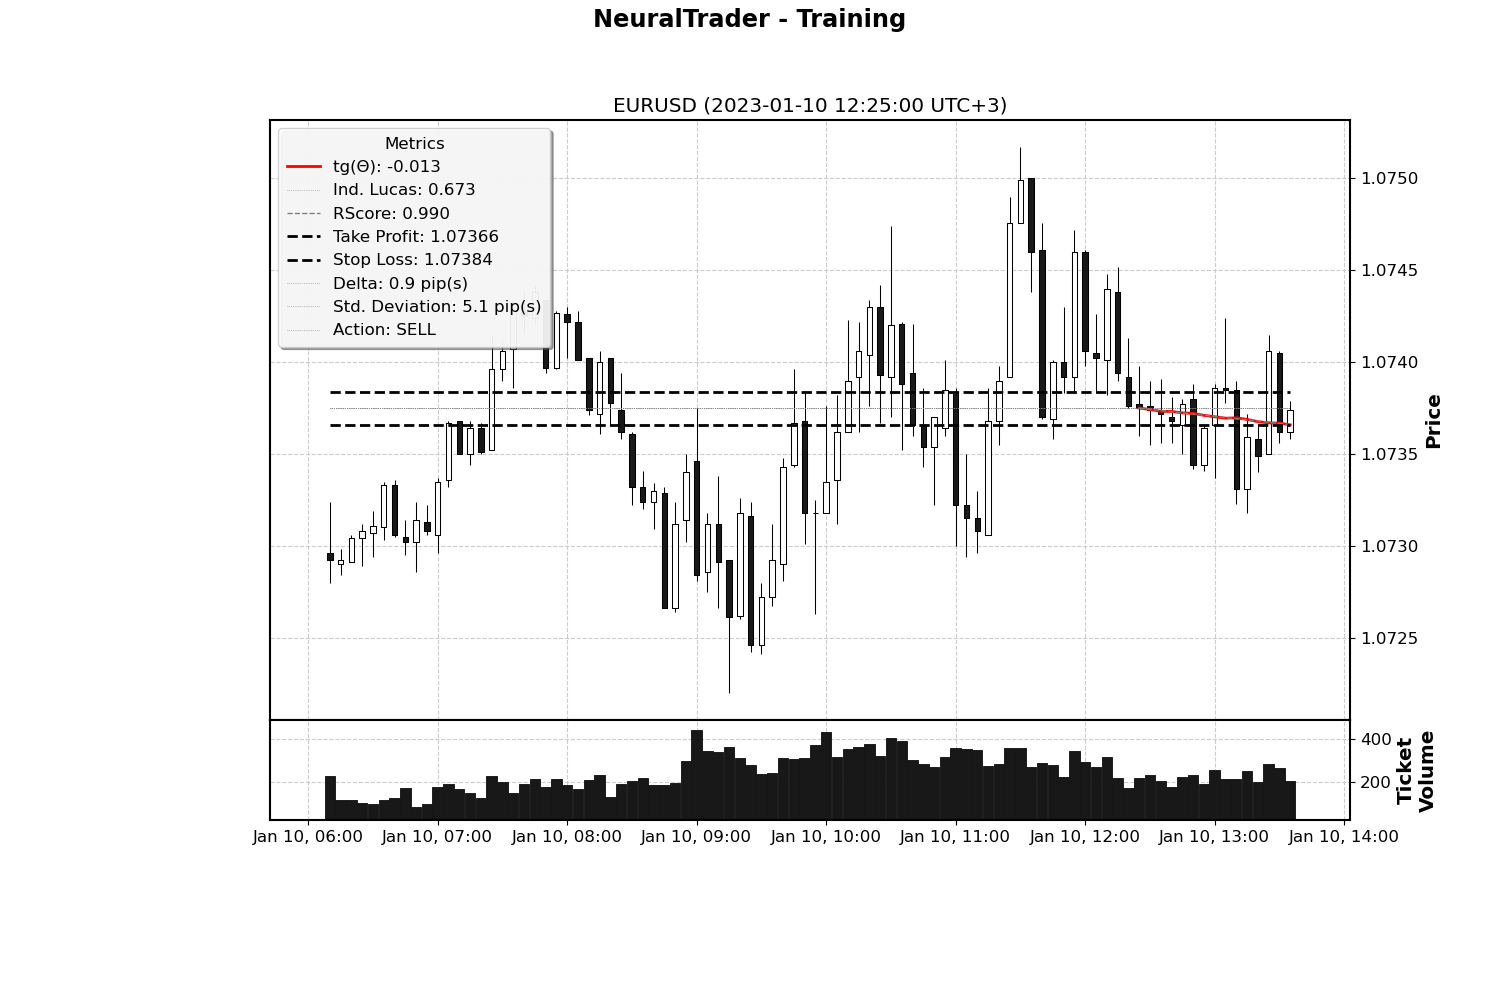 NeuralTrader - Training
EURUSD (2023-01-10 12:25:00 UTC+3)
Metrics
tg(Θ): -0.013
Ind. Lucas: 0.673
RScore: 0.990
Take Profit: 1.07366
Stop Loss: 1.07384
Delta: 0.9 pip(s)
Std. Deviation: 5.1 pip(s)
Action: SELL
1.0750
1.0745
1.0740
1.0735
1.0730
1.0725
Price
400
200
Ticket
Volume
Jan 10, 06:00
Jan 10, 07:00
Jan 10, 08:00
Jan 10, 09:00
Jan 10, 10:00
Jan 10, 11:00
Jan 10, 12:00
Jan 10, 13:00
Jan 10, 14:00